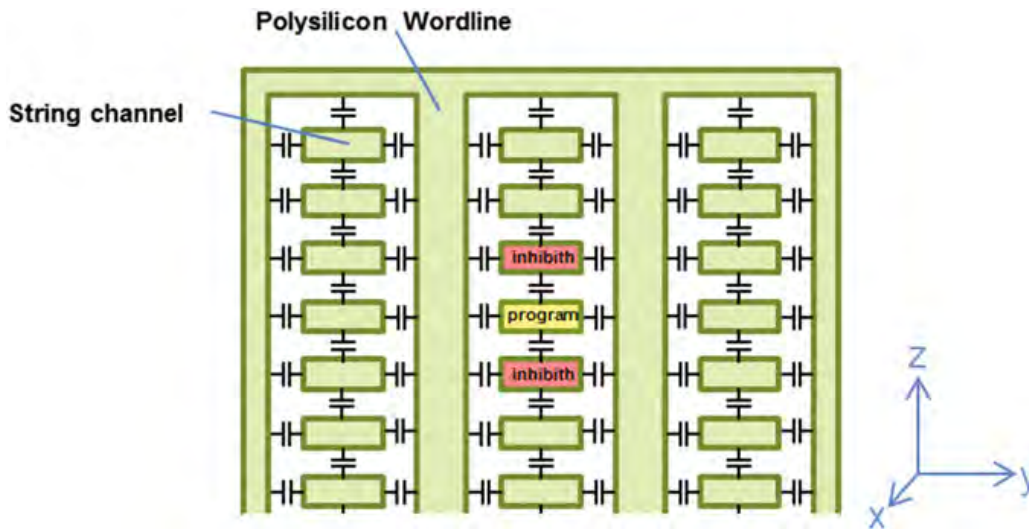 Polysilicon Wordline
String channel
inhibith
program
inhibith
Z
y
X